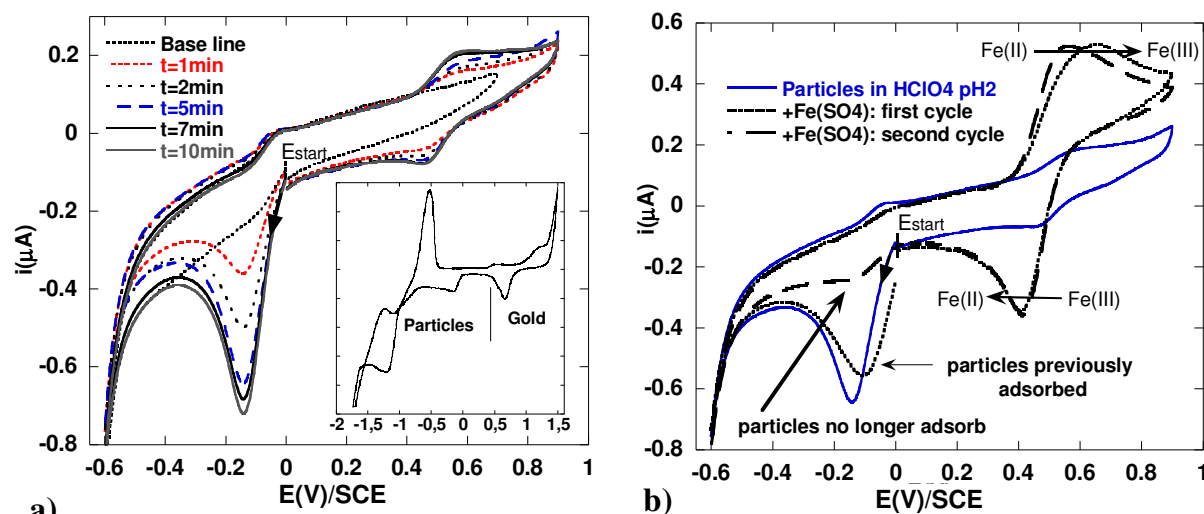 0.4
0.2
0
-0.2
-0.4
-0.6
-0.8
i(μA)
Base line
t=1min
t=2min
t=5min
t=7min
t=10min
Estart
Particles
Gold
-2 -1,5 -1 -0,5 0 0,5 1 1,5
-0.6 -0.4 -0.2 0 0.2 0.4 0.6 0.8 1
E(V)/SCE
a)
0.6
0.4
0.2
0
-0.2
-0.4
-0.6
-0.8
i(μA)
Fe(II) Fe(III)
Particles in HClO4 pH2
+Fe(SO4): first cycle
+Fe(SO4): second cycle
Estart
Fe(II) Fe(III)
particles previously
adsorbed
particles no longer adsorb
-0.6 -0.4 -0.2 0 0.2 0.4 0.6 0.8 1
E(V)/SCE
b)